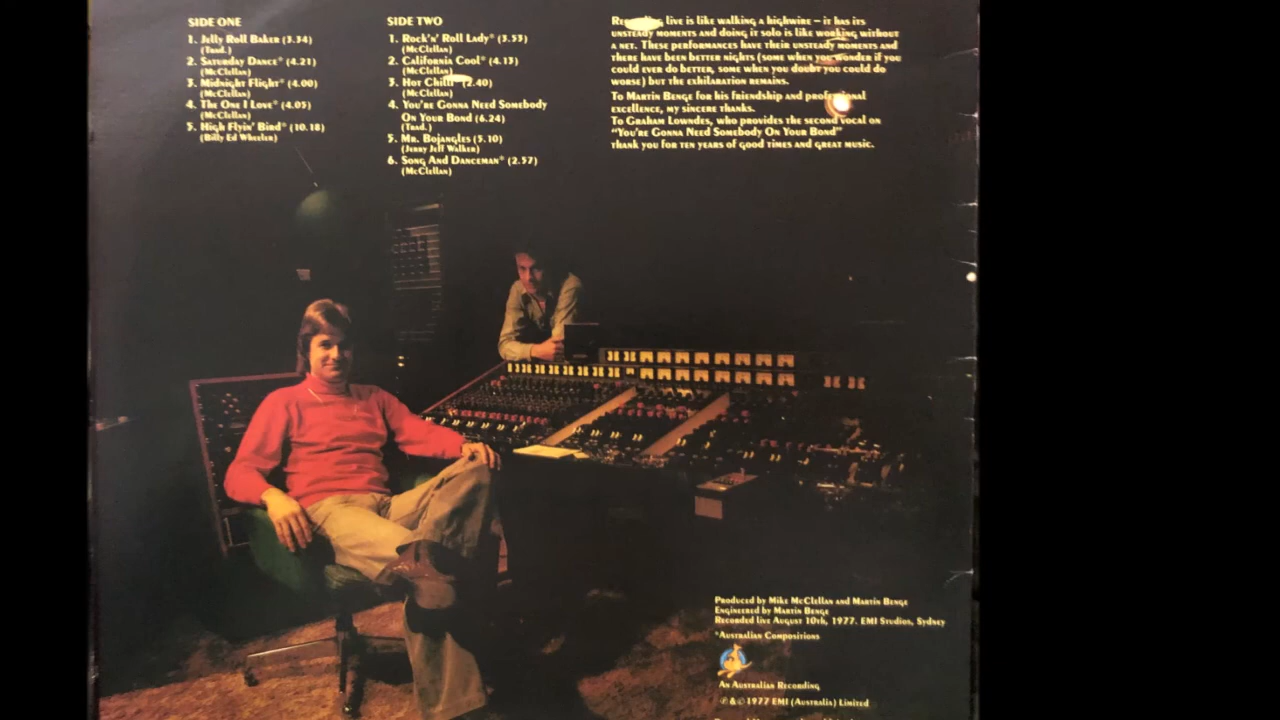 SIDE ONE
1. Jelly Roll Baker (3.34)
(Trad.)
2. Saturday Dance* (4.21)
(McClellan)
3. Midnight Flight* (4.00)
(McClellan)
4. The One I Love* (4.05)
(McClellan)
5. High Flyin' Bird* (10.18)
(Billy Ed Wheeler)
SIDE TWO
1. Rock'n' Roll Lady* (3.53)
(McClellan)
2. California Cool* (4.13)
(McClellan)
3. Hot Chilli* (2.40)
(McClellan)
4. You're Gonna Need Somebody
On Your Bond (6.24)
(Trad.)
5. Mr. Bojangles (5.10)
(Jerry Jeff Walker)
6. Song And Danceman* (2.57)
(McClellan)
Recording live is like walking a highwire – it has its
unsteady moments and doing it solo is like working without
a net. These performances have their unsteady moments and
there have been better nights (some when you wonder if you
could ever do better, some when you doubt you could do
worse) but the exhilaration remains.
To Martin Benge for his friendship and professional
excellence, my sincere thanks.
To Graham Lowndes, who provides the second vocal on
"You're Gonna Need Somebody On Your Bond"
thank you for ten years of good times and great music.
Produced by Mike McClellan and Martin Benge
Engineered by Martin Benge
Recorded live August 10th, 1977. EMI Studios, Sydney
*Australian Compositions
An Australian Recording
℗ & © 1977 EMI (Australia) Limited